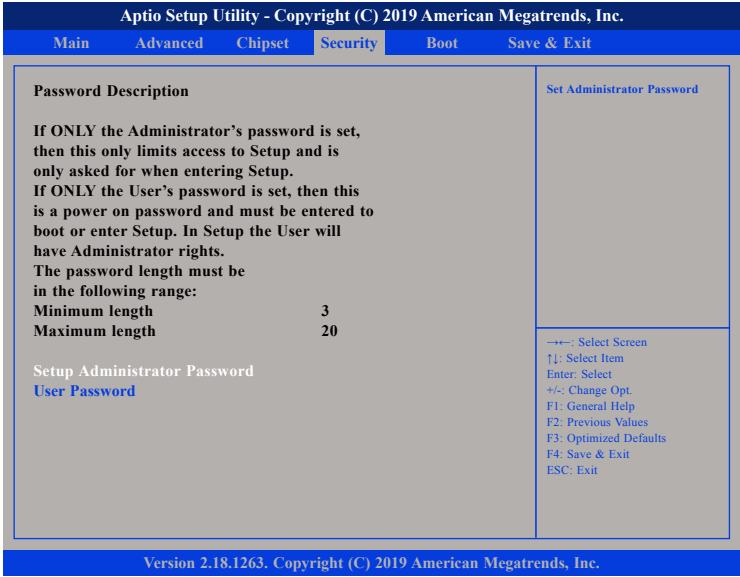 Aptio Setup Utility - Copyright (C) 2019 American Megatrends, Inc.
Main Advanced Chipset Security Boot Save & Exit
Password Description
If ONLY the Administrator's password is set,
then this only limits access to Setup and is
only asked for when entering Setup.
If ONLY the User's password is set, then this
is a power on password and must be entered to
boot or enter Setup. In Setup the User will
have Administrator rights.
The password length must be
in the following range:
Minimum length 3
Maximum length 20
Setup Administrator Password
User Password
Set Administrator Password
→←: Select Screen
↑↓: Select Item
Enter: Select
+/-: Change Opt.
F1: General Help
F2: Previous Values
F3: Optimized Defaults
F4: Save & Exit
ESC: Exit
Version 2.18.1263. Copyright (C) 2019 American Megatrends, Inc.